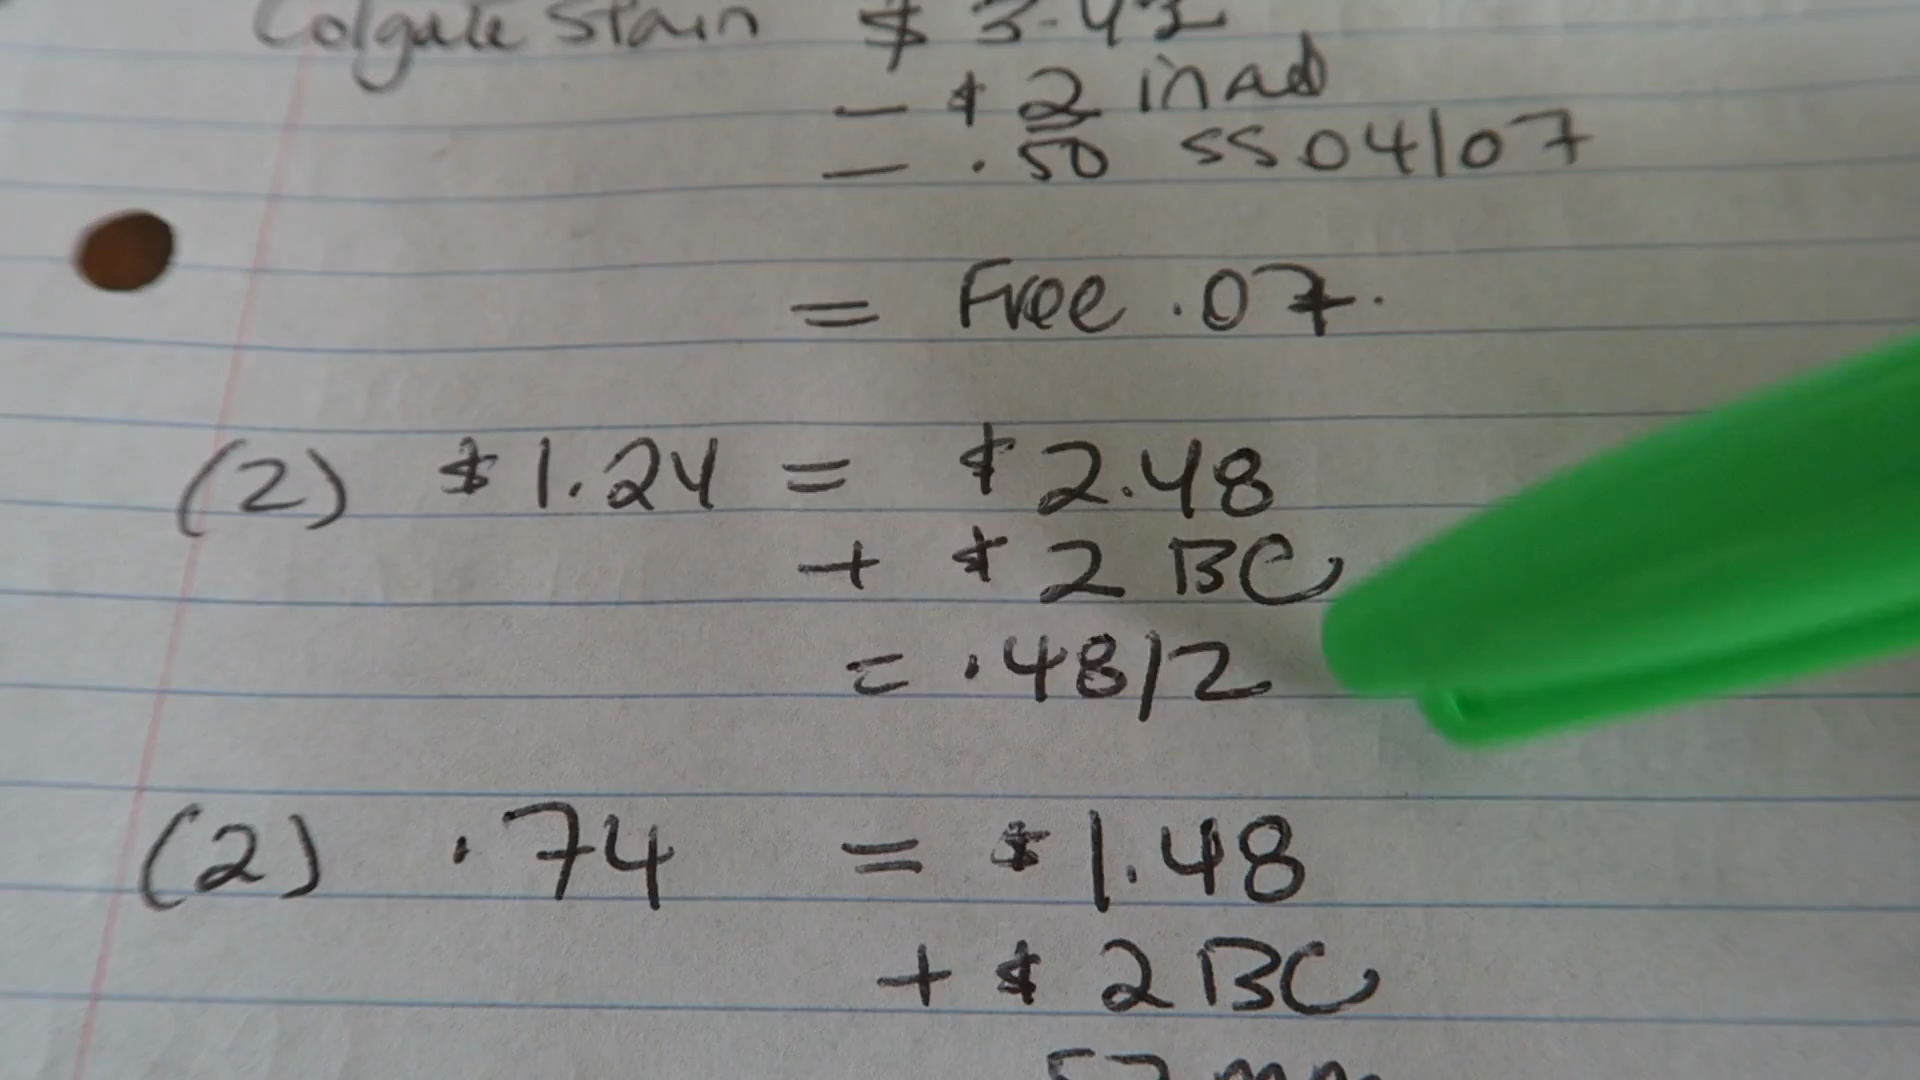 Colgate Stain $ 3.43
- $ 2 in ad
- .50 SS 04/07
= Free .07.
(2) $1.24 = $2.48
+ $2 BC
= .48/2
(2) .74 = $1.48
+ $2 BC